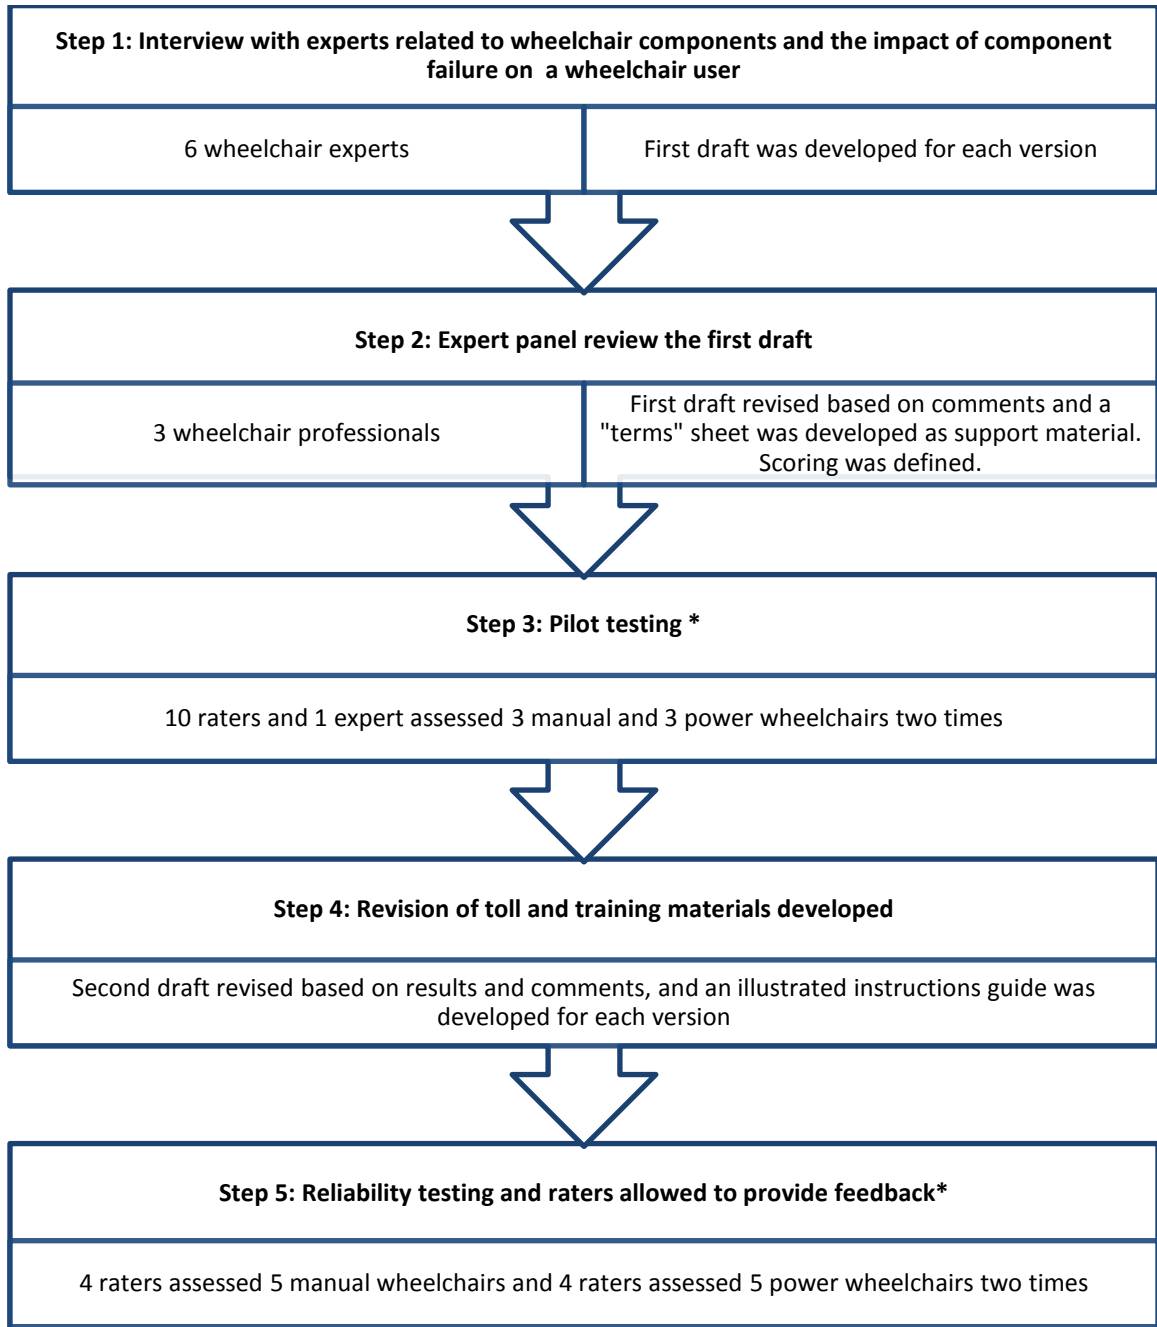 Step 1: Interview with experts related to wheelchair components and the impact of component
failure on a wheelchair user
6 wheelchair experts
First draft was developed for each version
Step 2: Expert panel review the first draft
3 wheelchair professionals
First draft revised based on comments and a
"terms" sheet was developed as support material.
Scoring was defined.
Step 3: Pilot testing *
10 raters and 1 expert assessed 3 manual and 3 power wheelchairs two times
Step 4: Revision of toll and training materials developed
Second draft revised based on results and comments, and an illustrated instructions guide was
developed for each version
Step 5: Reliability testing and raters allowed to provide feedback*
4 raters assessed 5 manual wheelchairs and 4 raters assessed 5 power wheelchairs two times